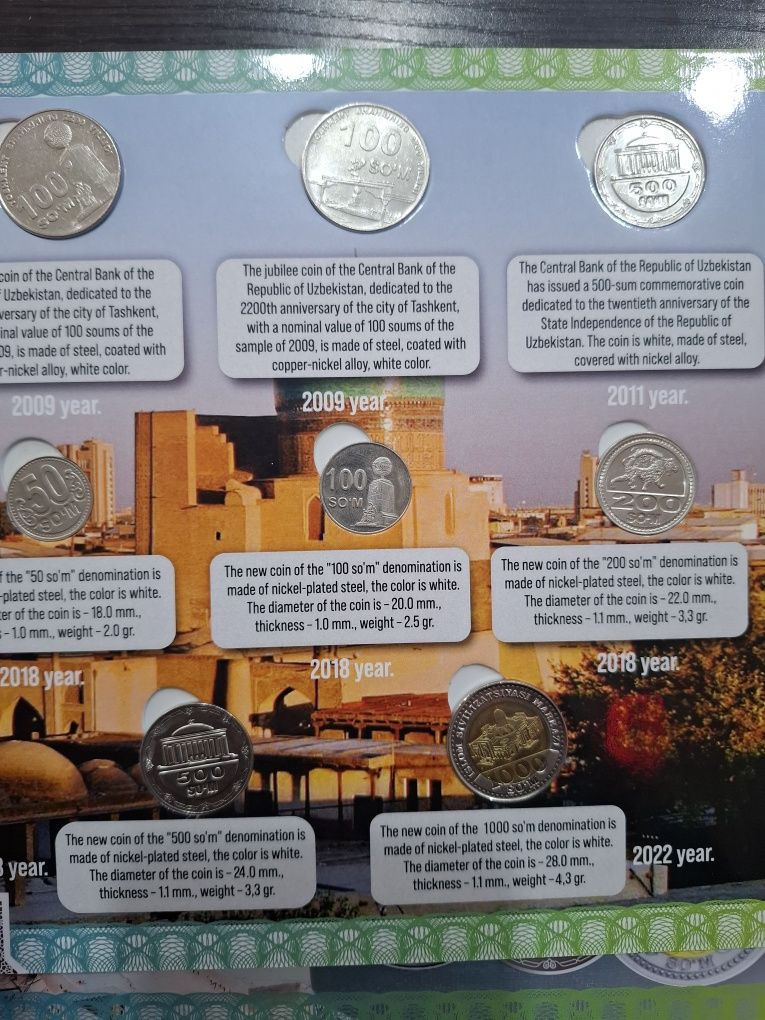 100
SO'M
100
SO'M
500
SO'M
coin of the Central Bank of the
Uzbekistan, dedicated to the
versary of the city of Tashkent,
inal value of 100 soums of the
09, is made of steel, coated with
r-nickel alloy, white color.
The jubilee coin of the Central Bank of the
Republic of Uzbekistan, dedicated to the
2200th anniversary of the city of Tashkent,
with a nominal value of 100 soums of the
sample of 2009, is made of steel, coated with
copper-nickel alloy, white color.
The Central Bank of the Republic of Uzbekistan
has issued a 500-sum commemorative coin
dedicated to the twentieth anniversary of the
State Independence of the Republic of
Uzbekistan. The coin is white, made of steel,
covered with nickel alloy.
2009 year.
2009 year.
2011 year.
50
SO'M
100
SO'M
200
SO'M
f the "50 so'm" denomination is
-plated steel, the color is white.
ter of the coin is – 18.0 mm.,
– 1.0 mm., weight – 2.0 gr.
The new coin of the "100 so'm" denomination is
made of nickel-plated steel, the color is white.
The diameter of the coin is – 20.0 mm.,
thickness – 1.0 mm., weight – 2.5 gr.
The new coin of the "200 so'm" denomination is
made of nickel-plated steel, the color is white.
The diameter of the coin is – 22.0 mm.,
thickness – 1.1 mm., weight – 3,3 gr.
2018 year.
2018 year.
2018 year.
500
SO'M
ISLOM SIVILIZATSIYASI MARKAZI
1000
SO'M
The new coin of the "500 so'm" denomination is
made of nickel-plated steel, the color is white.
The diameter of the coin is – 24.0 mm.,
thickness – 1.1 mm., weight – 3,3 gr.
The new coin of the 1000 so'm denomination is
made of nickel-plated steel, the color is white.
The diameter of the coin is – 28.0 mm.,
thickness – 1.1 mm., weight – 4,3 gr.
8 year.
2022 year.
SO'M